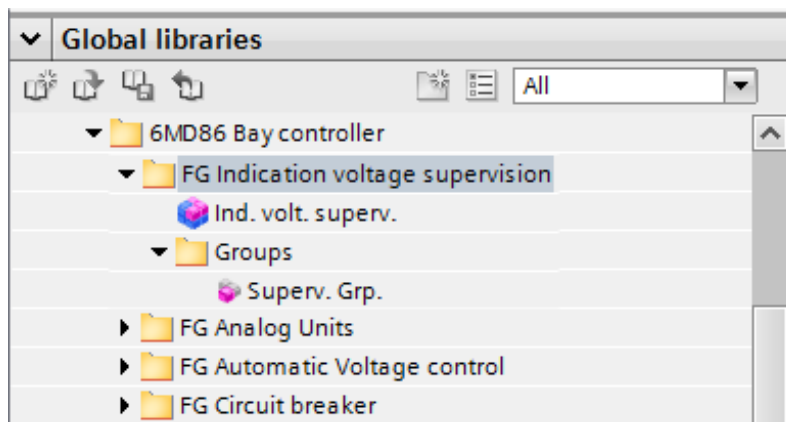 Global libraries
All
6MD86 Bay controller
FG Indication voltage supervision
Ind. volt. superv.
Groups
Superv. Grp.
FG Analog Units
FG Automatic Voltage control
FG Circuit breaker